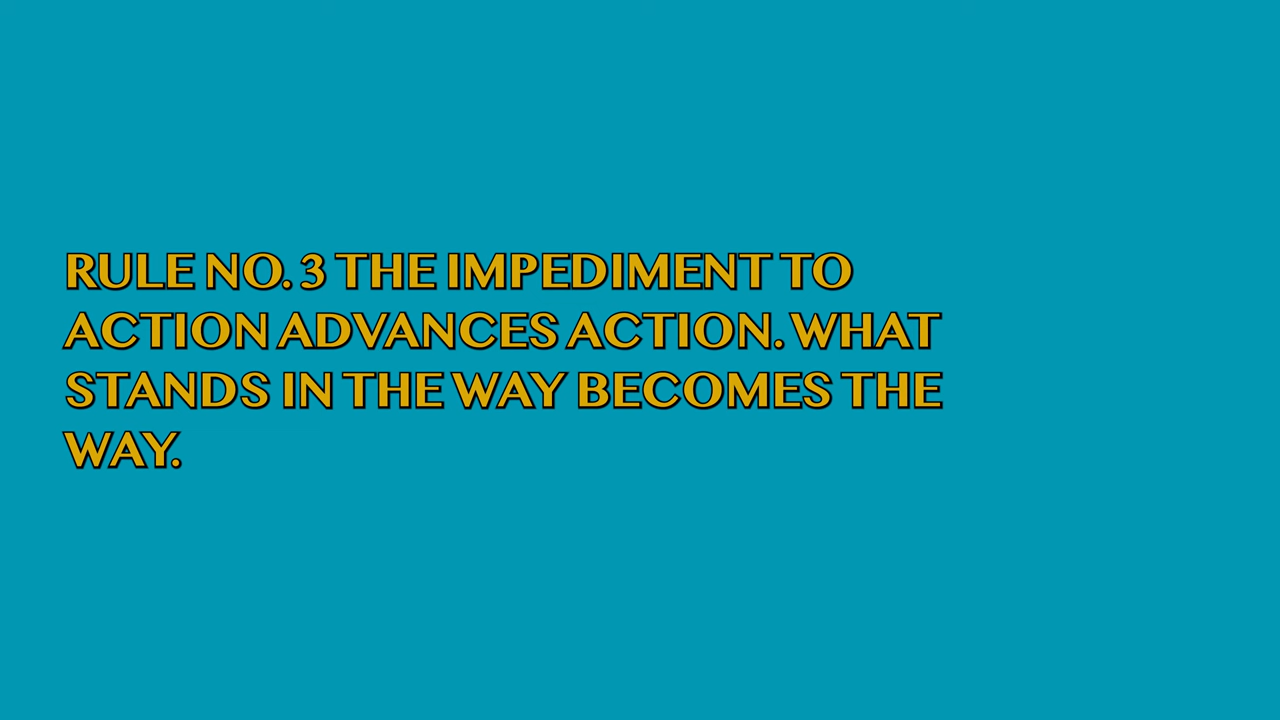 RULE NO. 3 THE IMPEDIMENT TO
ACTION ADVANCES ACTION. WHAT
STANDS IN THE WAY BECOMES THE
WAY.